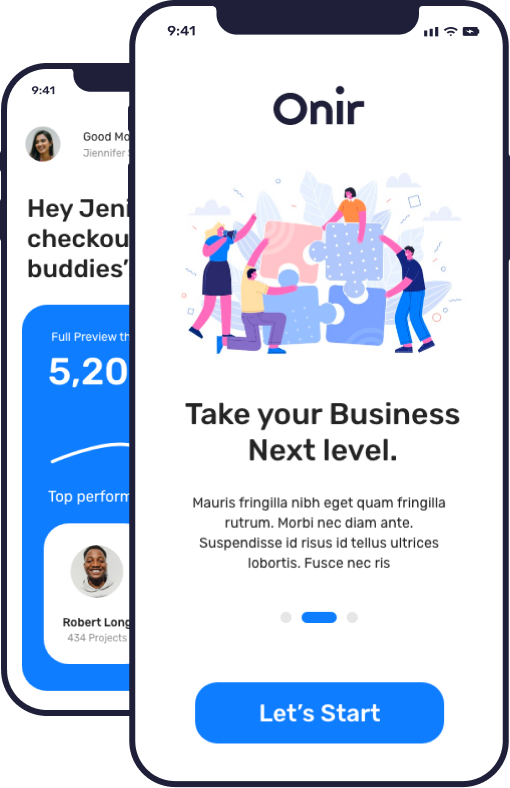 9:41
Onir
Take your Business
Next level.
Mauris fringilla nibh eget quam fringilla
rutrum. Morbi nec diam ante.
Suspendisse id risus id tellus ultrices
lobortis. Fusce nec ris
Let’s Start
9:41
Good Mo
Jiennifer
Hey Jeni
checkou
buddies’
Full Preview th
5,20
Top perform
Robert Long
434 Projects